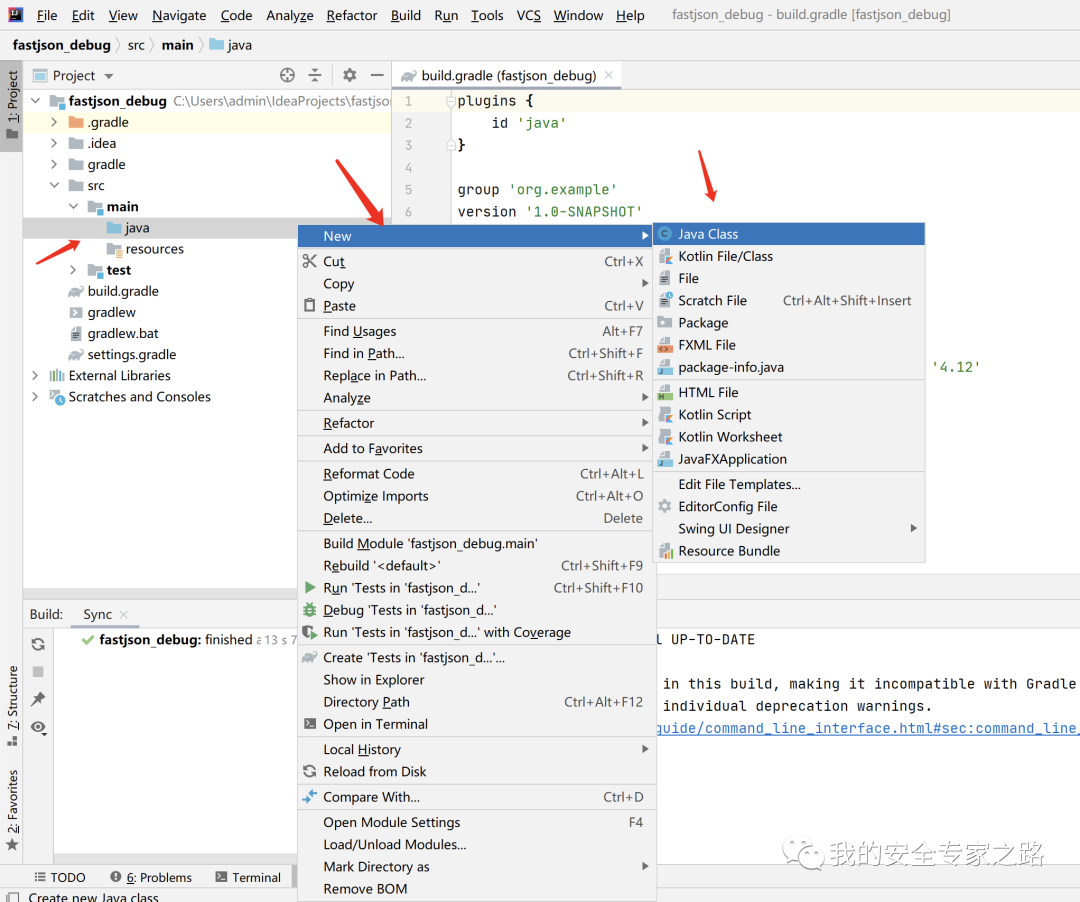 File Edit View Navigate Code Analyze Refactor Build Run Tools VCS Window Help fastjson_debug - build.gradle [fastjson_debug]
fastjson_debug src main java
1: Project
Project
build.gradle (fastjson_debug)
fastjson_debug C:\Users\admin\IdeaProjects\fastjso
.gradle
.idea
gradle
src
main
java
resources
test
build.gradle
gradlew
gradlew.bat
settings.gradle
External Libraries
Scratches and Consoles
1 plugins {
2 id 'java'
3 }
4
5 group 'org.example'
6 version '1.0-SNAPSHOT'
'4.12'
New
Cut Ctrl+X
Copy
Paste Ctrl+V
Find Usages Alt+F7
Find in Path... Ctrl+Shift+F
Replace in Path... Ctrl+Shift+R
Analyze
Refactor
Add to Favorites
Reformat Code Ctrl+Alt+L
Optimize Imports Ctrl+Alt+O
Delete... Delete
Build Module 'fastjson_debug.main'
Rebuild '<default>' Ctrl+Shift+F9
Run 'Tests in 'fastjson_d...' Ctrl+Shift+F10
Debug 'Tests in 'fastjson_d...'
Run 'Tests in 'fastjson_d...' with Coverage
Create 'Tests in 'fastjson_d...'...
Show in Explorer
Directory Path Ctrl+Alt+F12
Open in Terminal
Local History
Reload from Disk
Compare With... Ctrl+D
Open Module Settings F4
Load/Unload Modules...
Mark Directory as
Remove BOM
Java Class
Kotlin File/Class
File
Scratch File Ctrl+Alt+Shift+Insert
Package
FXML File
package-info.java
HTML File
Kotlin Script
Kotlin Worksheet
JavaFXApplication
Edit File Templates...
EditorConfig File
Swing UI Designer
Resource Bundle
Build: Sync
fastjson_debug: finished a 13 s 7
L UP-TO-DATE
in this build, making it incompatible with Gradle
individual deprecation warnings.
guide/command_line_interface.html#sec:command_line_
7: Structure
2: Favorites
我的安全专家之路
TODO 6: Problems Terminal
Create new Java class